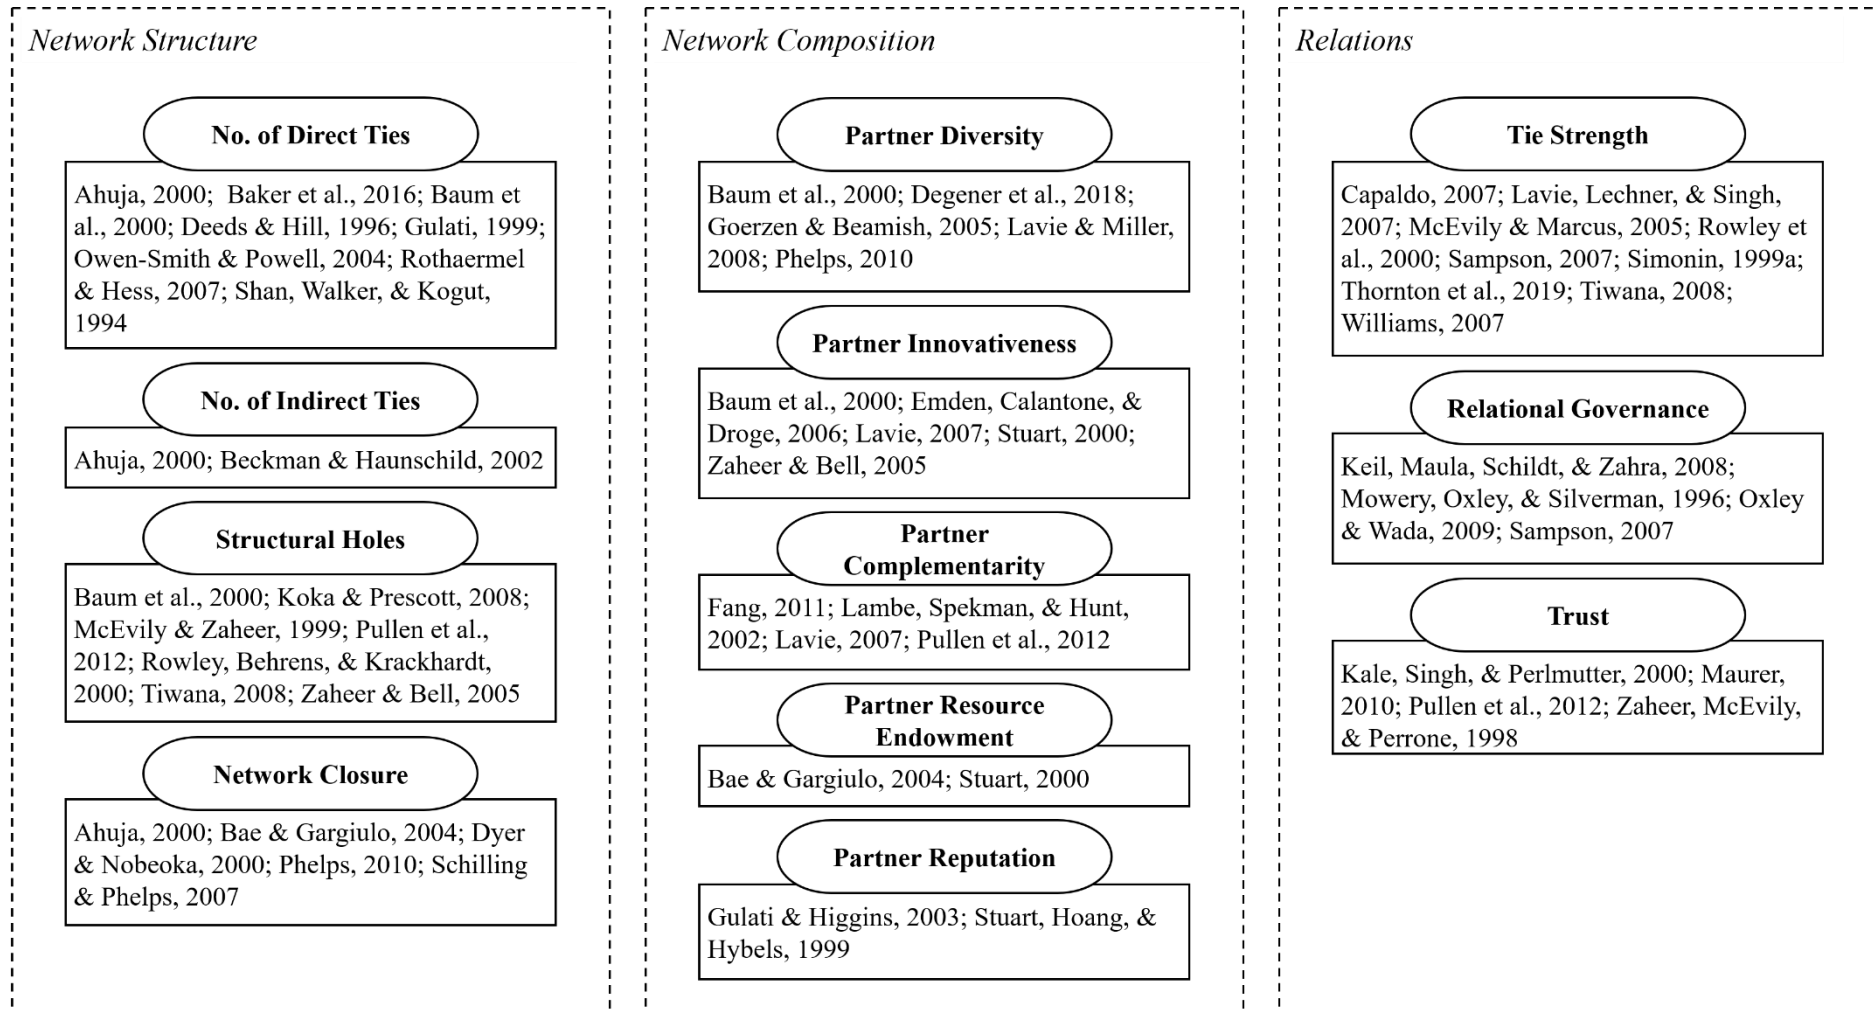 Network Structure
No. of Direct Ties
Ahuja, 2000;  Baker et al., 2016; Baum
et al., 2000; Deeds & Hill, 1996; Gulati, 1999;
Owen-Smith & Powell, 2004; Rothaermel
& Hess, 2007; Shan, Walker, & Kogut,
1994
No. of Indirect Ties
Ahuja, 2000; Beckman & Haunschild, 2002
Structural Holes
Baum et al., 2000; Koka & Prescott, 2008;
McEvily & Zaheer, 1999; Pullen et al.,
2012; Rowley, Behrens, & Krackhardt,
2000; Tiwana, 2008; Zaheer & Bell, 2005
Network Closure
Ahuja, 2000; Bae & Gargiulo, 2004; Dyer
& Nobeoka, 2000; Phelps, 2010; Schilling
& Phelps, 2007
Network Composition
Partner Diversity
Baum et al., 2000; Degener et al., 2018;
Goerzen & Beamish, 2005; Lavie & Miller,
2008; Phelps, 2010
Partner Innovativeness
Baum et al., 2000; Emden, Calantone, &
Droge, 2006; Lavie, 2007; Stuart, 2000;
Zaheer & Bell, 2005
Partner
Complementarity
Fang, 2011; Lambe, Spekman, & Hunt,
2002; Lavie, 2007; Pullen et al., 2012
Partner Resource
Endowment
Bae & Gargiulo, 2004; Stuart, 2000
Partner Reputation
Gulati & Higgins, 2003; Stuart, Hoang, &
Hybels, 1999
Relations
Tie Strength
Capaldo, 2007; Lavie, Lechner, & Singh,
2007; McEvily & Marcus, 2005; Rowley et
al., 2000; Sampson, 2007; Simonin, 1999a;
Thornton et al., 2019; Tiwana, 2008;
Williams, 2007
Relational Governance
Keil, Maula, Schildt, & Zahra, 2008;
Mowery, Oxley, & Silverman, 1996; Oxley
& Wada, 2009; Sampson, 2007
Trust
Kale, Singh, & Perlmutter, 2000; Maurer,
2010; Pullen et al., 2012; Zaheer, McEvily,
& Perrone, 1998